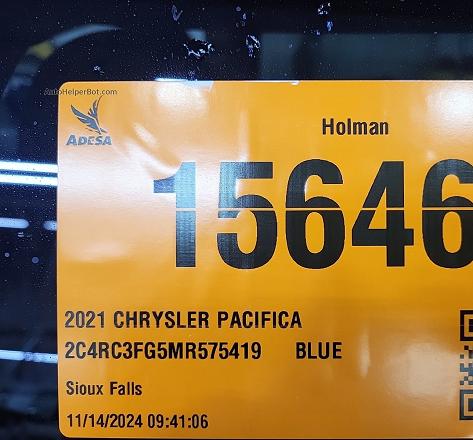 AutoHelperBot.com
ADESA
Holman
15646
2021 CHRYSLER PACIFICA
2C4RC3FG5MR575419 BLUE
Sioux Falls
11/14/2024 09:41:06